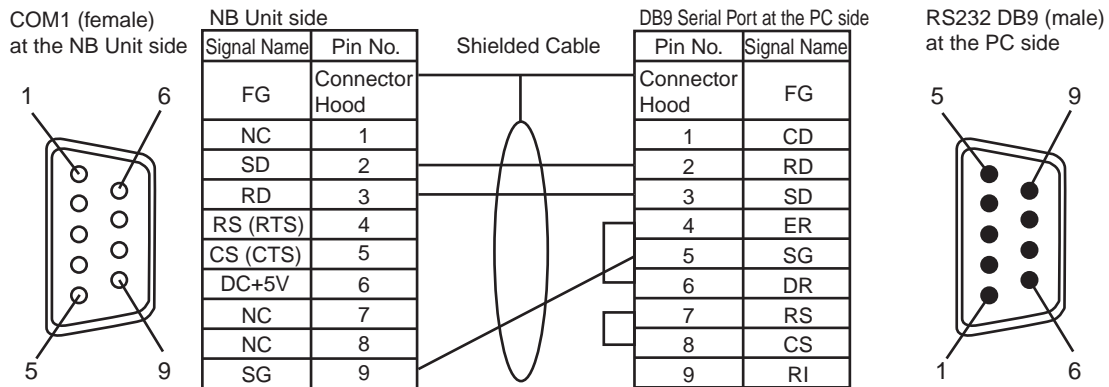 COM1 (female)
at the NB Unit side
1 6
5 9
NB Unit side
Signal Name Pin No.
FG Connector Hood
NC 1
SD 2
RD 3
RS (RTS) 4
CS (CTS) 5
DC+5V 6
NC 7
NC 8
SG 9
Shielded Cable
DB9 Serial Port at the PC side
Pin No. Signal Name
Connector Hood FG
1 CD
2 RD
3 SD
4 ER
5 SG
6 DR
7 RS
8 CS
9 RI
RS232 DB9 (male)
at the PC side
5 9
1 6